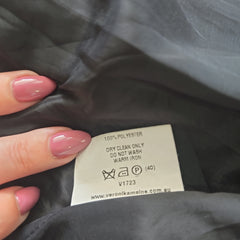 100% POLYESTER
DRY CLEAN ONLY
DO NOT WASH
WARM IRON
P (40)
V1723
www.veronikamaine.com.au